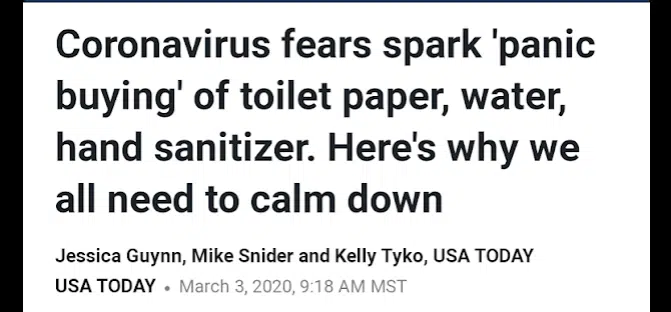 Coronavirus fears spark 'panic
buying' of toilet paper, water,
hand sanitizer. Here's why we
all need to calm down
Jessica Guynn, Mike Snider and Kelly Tyko, USA TODAY
USA TODAY • March 3, 2020, 9:18 AM MST